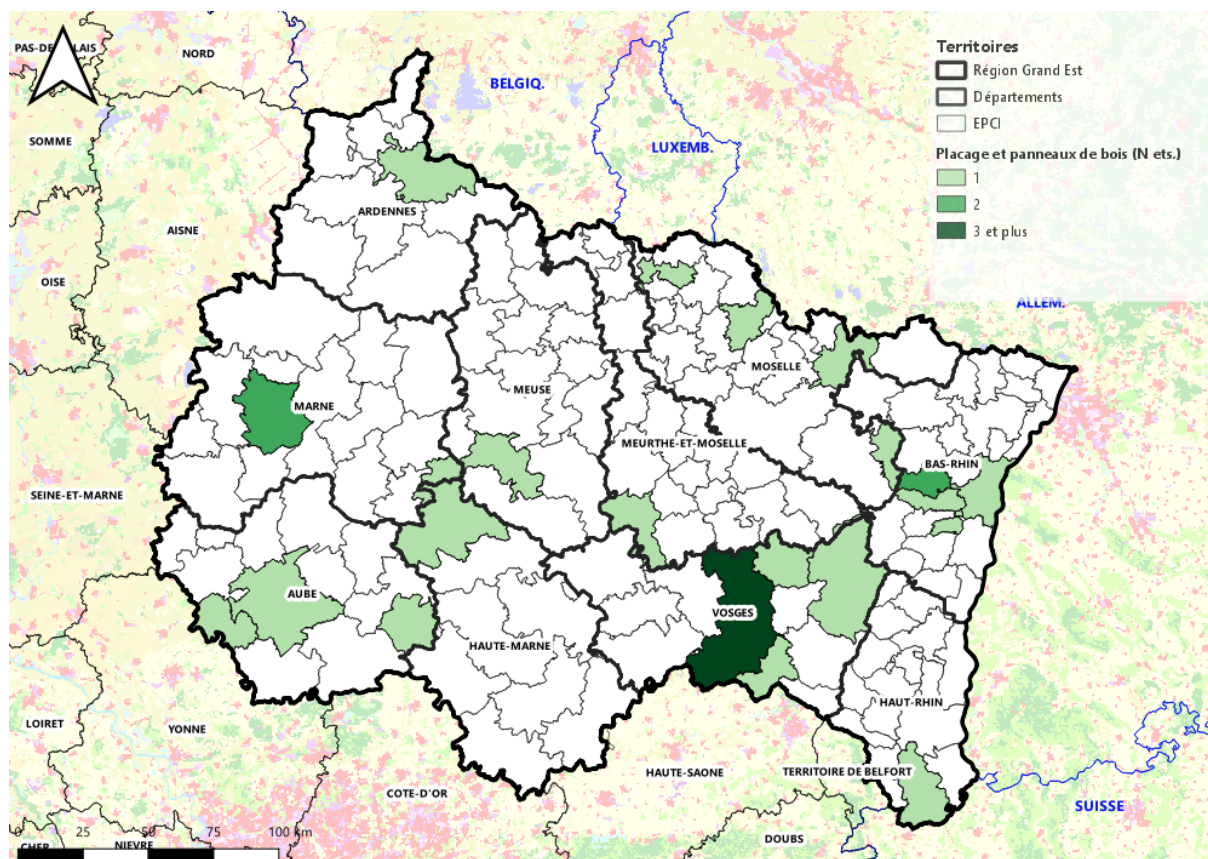 PAS-DE-CALAIS
NORD
BELGIQ.
SOMME
LUXEMB.
AISNE
ARDENNES
OISE
ALLEM.
Territoires
Région Grand Est
Départements
EPCI
Placage et panneaux de bois (N ets.)
1
2
3 et plus
MOSELLE
MEUSE
MARNE
MEURTHE-ET-MOSELLE
BAS-RHIN
SEINE-ET-MARNE
AUBE
VOSGES
HAUTE-MARNE
HAUT-RHIN
LOIRET
YONNE
HAUTE-SAONE
TERRITOIRE DE BELFORT
COTE-D'OR
SUISSE
DOUBS
CHER
NIEVRE
0 25 50 75 100 km